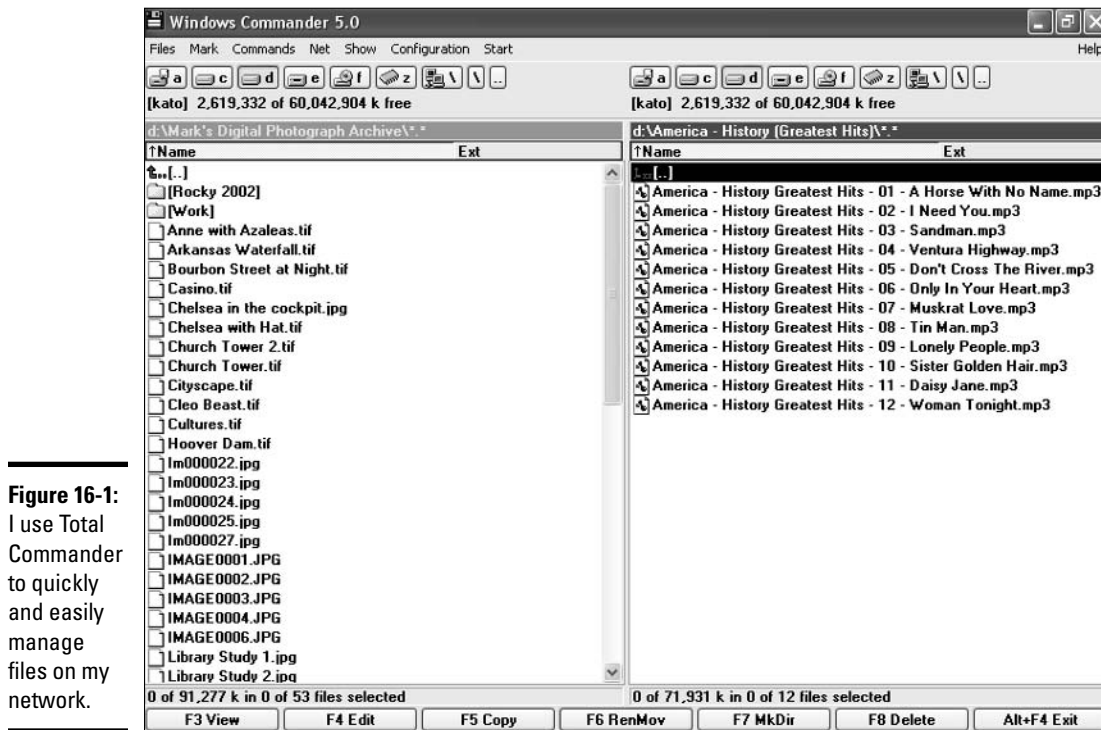 Windows Commander 5.0
Files Mark Commands Net Show Configuration Start Help
a c d e f z \ \ .. a c d e f z \ \ ..
[kato] 2,619,332 of 60,042,904 k free [kato] 2,619,332 of 60,042,904 k free
d:\Mark's Digital Photograph Archive\*.*
↑Name Ext
[..]
[Rocky 2002]
[Work]
Anne with Azaleas.tif
Arkansas Waterfall.tif
Bourbon Street at Night.tif
Casino.tif
Chelsea in the cockpit.jpg
Chelsea with Hat.tif
Church Tower 2.tif
Church Tower.tif
Cityscape.tif
Cleo Beast.tif
Cultures.tif
Hoover Dam.tif
Im000022.jpg
Im000023.jpg
Im000024.jpg
Im000025.jpg
Im000027.jpg
IMAGE0001.JPG
IMAGE0002.JPG
IMAGE0003.JPG
IMAGE0004.JPG
IMAGE0006.JPG
Library Study 1.jpg
Library Study 2.jpg
0 of 91,277 k in 0 of 53 files selected
d:\America - History (Greatest Hits)\*.*
↑Name Ext
[..]
America - History Greatest Hits - 01 - A Horse With No Name.mp3
America - History Greatest Hits - 02 - I Need You.mp3
America - History Greatest Hits - 03 - Sandman.mp3
America - History Greatest Hits - 04 - Ventura Highway.mp3
America - History Greatest Hits - 05 - Don't Cross The River.mp3
America - History Greatest Hits - 06 - Only In Your Heart.mp3
America - History Greatest Hits - 07 - Muskrat Love.mp3
America - History Greatest Hits - 08 - Tin Man.mp3
America - History Greatest Hits - 09 - Lonely People.mp3
America - History Greatest Hits - 10 - Sister Golden Hair.mp3
America - History Greatest Hits - 11 - Daisy Jane.mp3
America - History Greatest Hits - 12 - Woman Tonight.mp3
0 of 71,931 k in 0 of 12 files selected
F3 View F4 Edit F5 Copy F6 RenMov F7 MkDir F8 Delete Alt+F4 Exit
Figure 16-1:
I use Total
Commander
to quickly
and easily
manage
files on my
network.